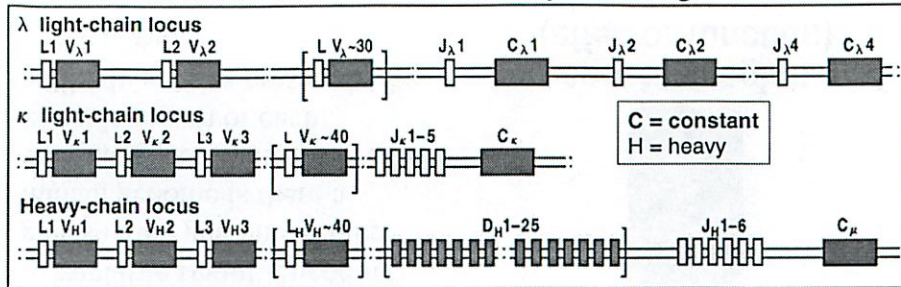 λ light-chain locus
L1 Vλ1 L2 Vλ2 L Vλ~30 Jλ1 Cλ1 Jλ2 Cλ2 Jλ4 Cλ4
κ light-chain locus
L1 Vκ1 L2 Vκ2 L3 Vκ3 L Vκ~40 Jκ1-5 Cκ
C = constant
H = heavy
Heavy-chain locus
L1 VH1 L2 VH2 L3 VH3 LH VH~40 DH1-25 JH1-6 Cμ